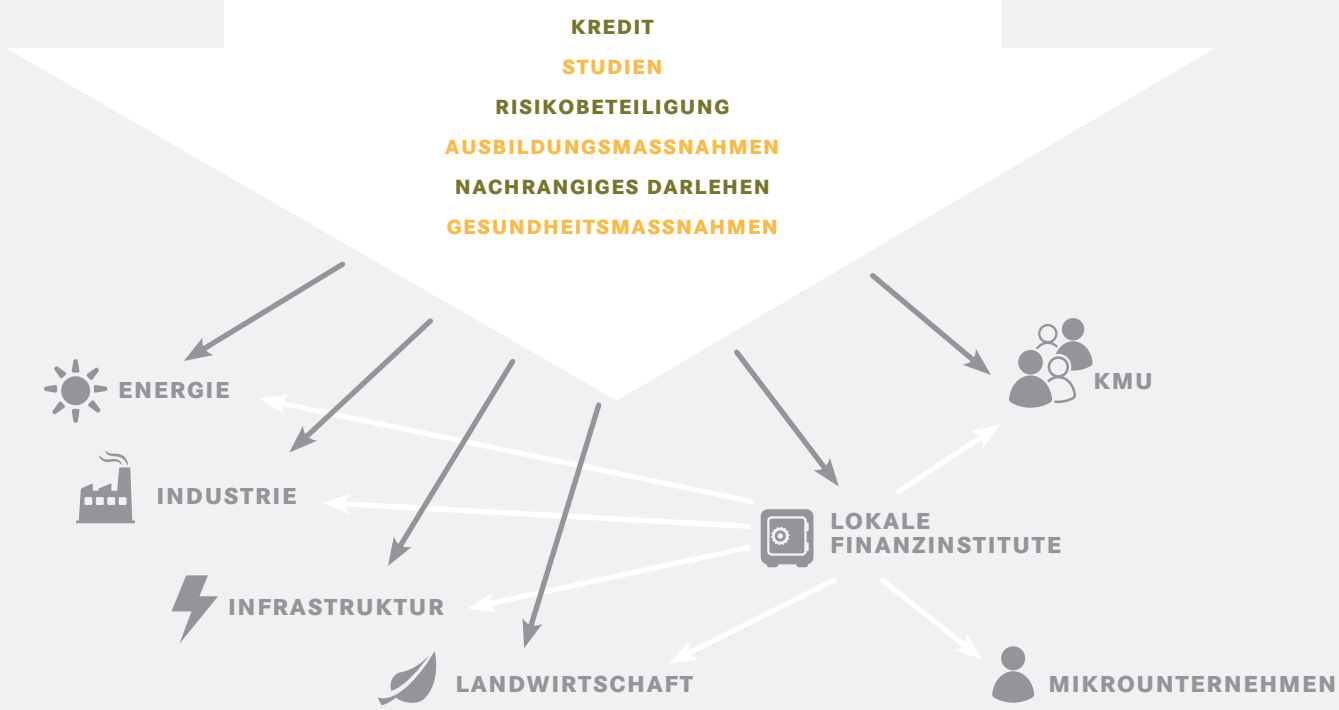 KREDIT
STUDIEN
RISIKOBETEILIGUNG
AUSBILDUNGSMASSNAHMEN
NACHRANGIGES DARLEHEN
GESUNDHEITSMASSNAHMEN
ENERGIE
KMU
INDUSTRIE
LOKALE
FINANZINSTITUTE
INFRASTRUKTUR
LANDWIRTSCHAFT
MIKROUNTERNEHMEN